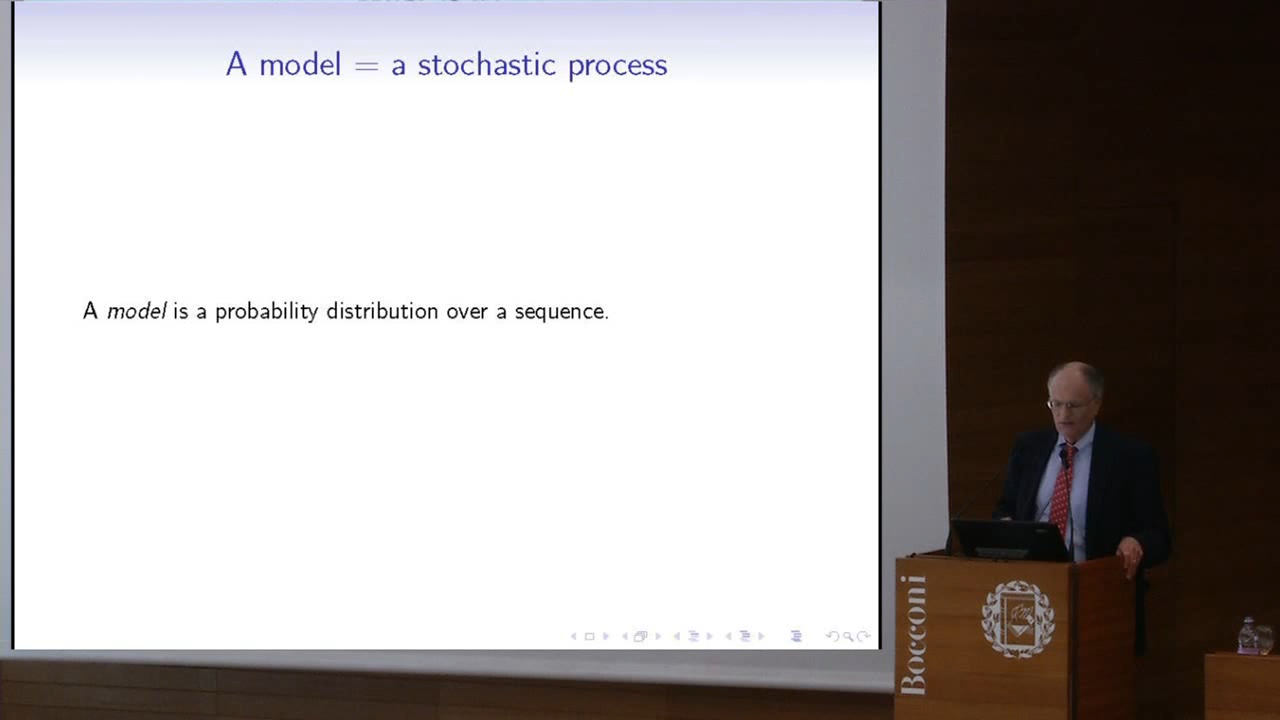 A model = a stochastic process
A model is a probability distribution over a sequence.
Bocconi